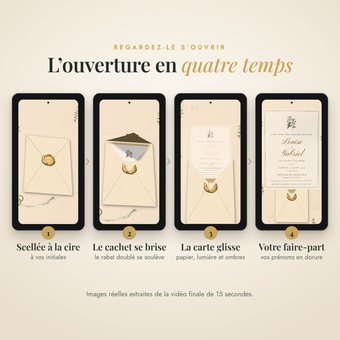 REGARDEZ-LE S'OUVRIR
L'ouverture en quatre temps
Louise
Gabriel
1
2
3
4
Scellée à la cire
à vos initiales
Le cachet se brise
le rabat doublé se soulève
La carte glisse
papier, lumière et ombres
Votre faire-part
vos prénoms en dorure
Images réelles extraites de la vidéo finale de 15 secondes.